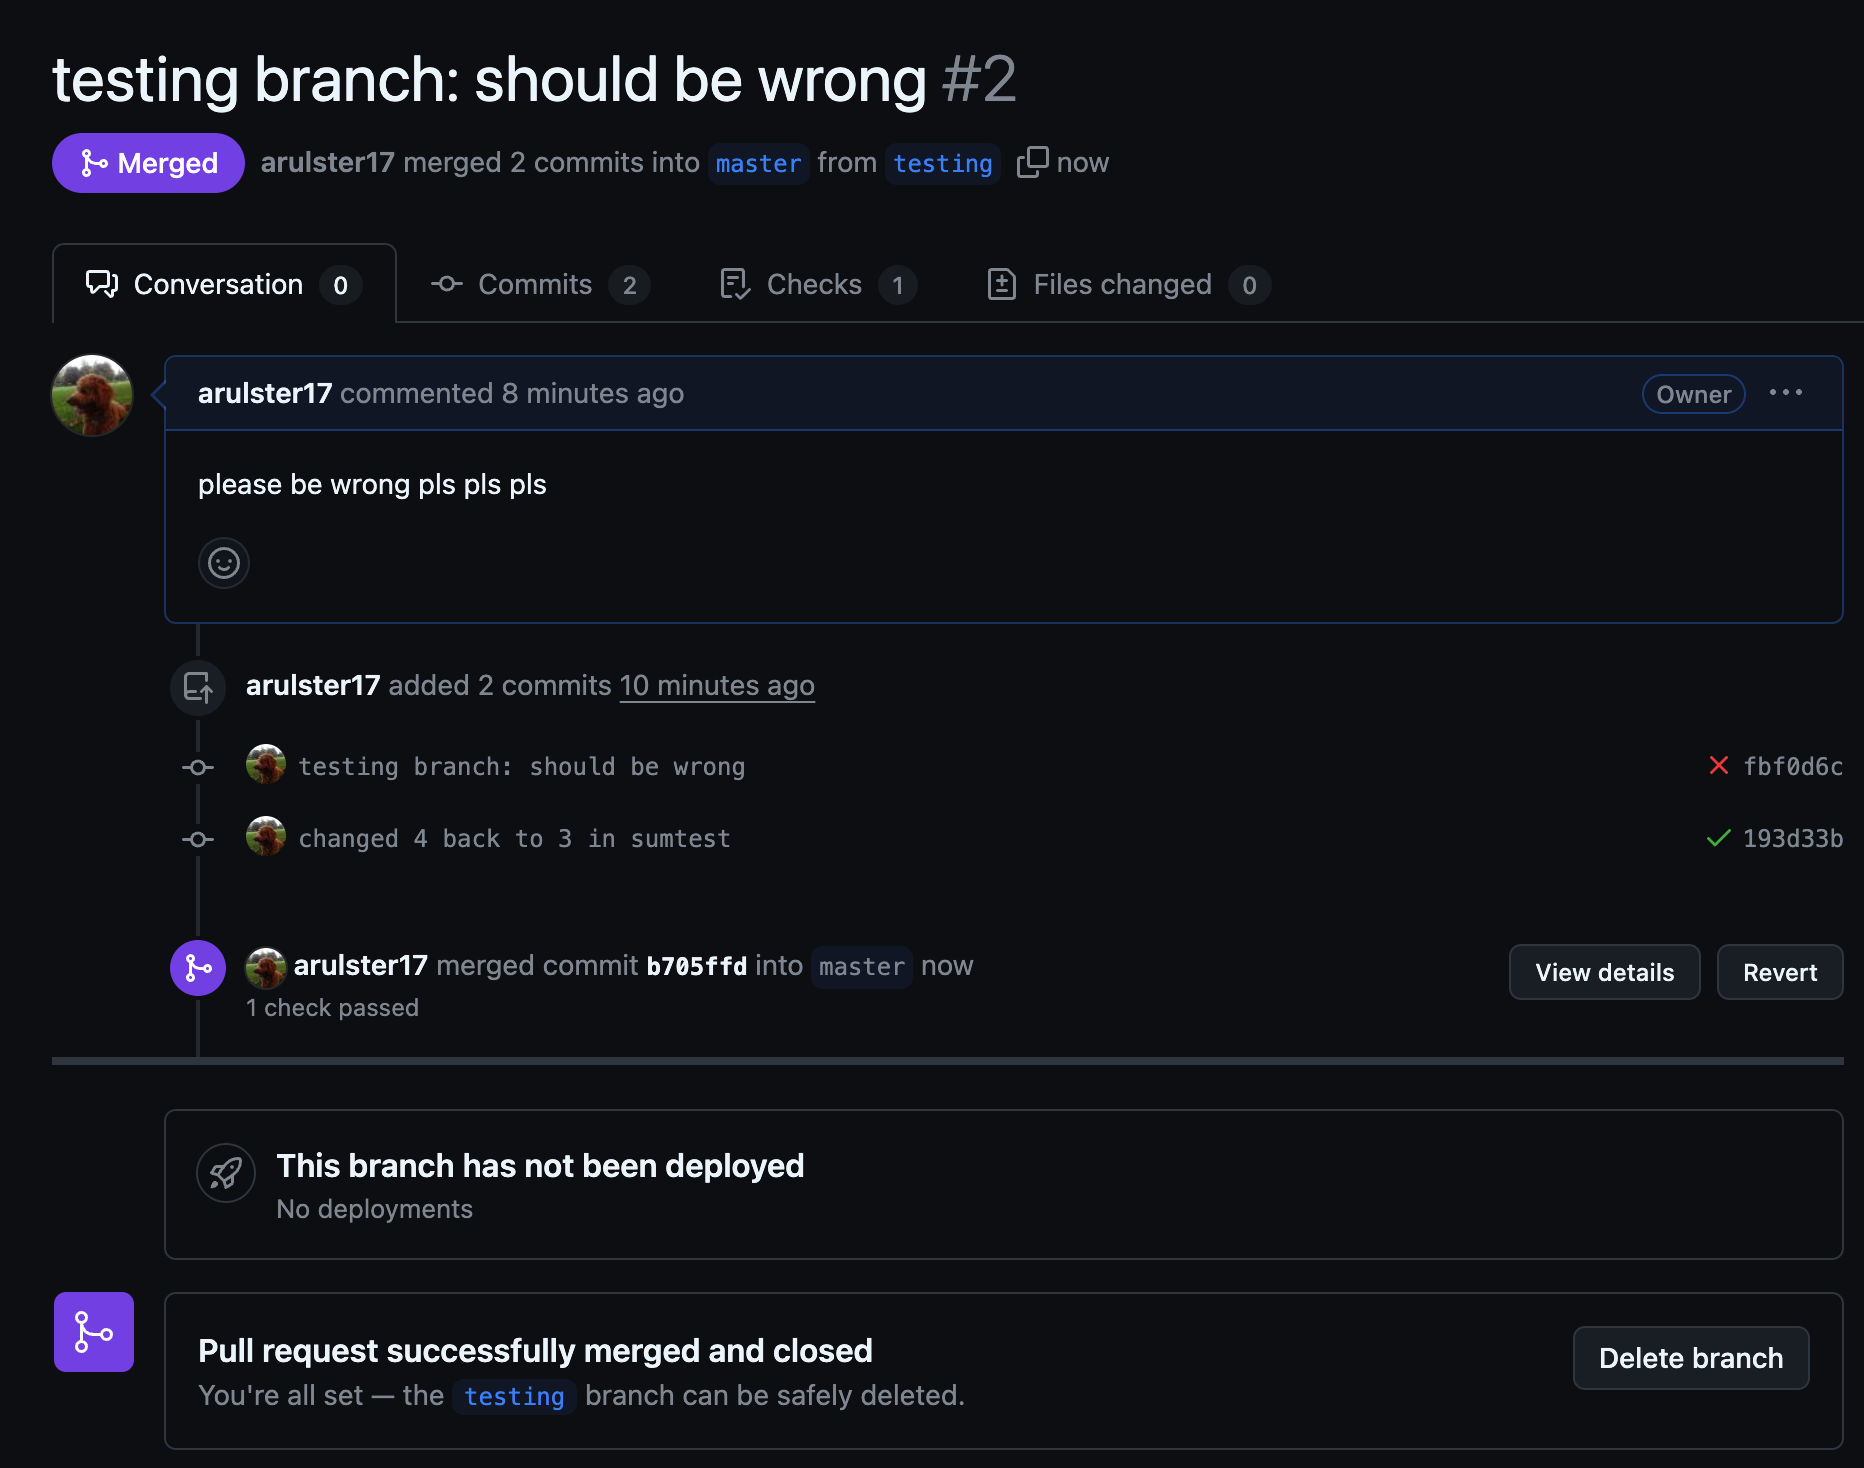 testing branch: should be wrong #2
Merged arulster17 merged 2 commits into master from testing now
Conversation 0 Commits 2 Checks 1 Files changed 0
arulster17 commented 8 minutes ago Owner ...
please be wrong pls pls pls
arulster17 added 2 commits 10 minutes ago
testing branch: should be wrong fbf0d6c
changed 4 back to 3 in sumtest 193d33b
arulster17 merged commit b705ffd into master now View details Revert
1 check passed
This branch has not been deployed
No deployments
Pull request successfully merged and closed
You're all set — the testing branch can be safely deleted.
Delete branch